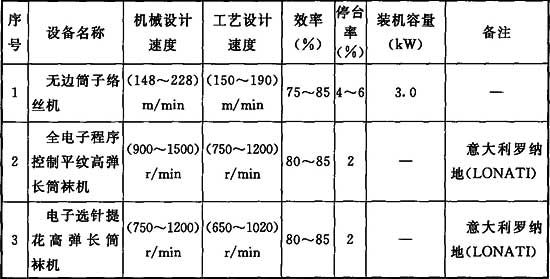 序号 设备名称 机械设计速度 工艺设计速度 效率(%) 停台率(%) 装机容量(kW) 备注
1 无边筒子络丝机 (148～228) m/min (150～190) m/min 75～85 4～6 3.0 —
2 全电子程序控制平纹高弹长筒袜机 (900～1500) r/min (750～1200) r/min 80～85 2 — 意大利罗纳地(LONATI)
3 电子选针提花高弹长筒袜机 (750～1200) r/min (650～1020) r/min 80～85 2 — 意大利罗纳地(LONATI)